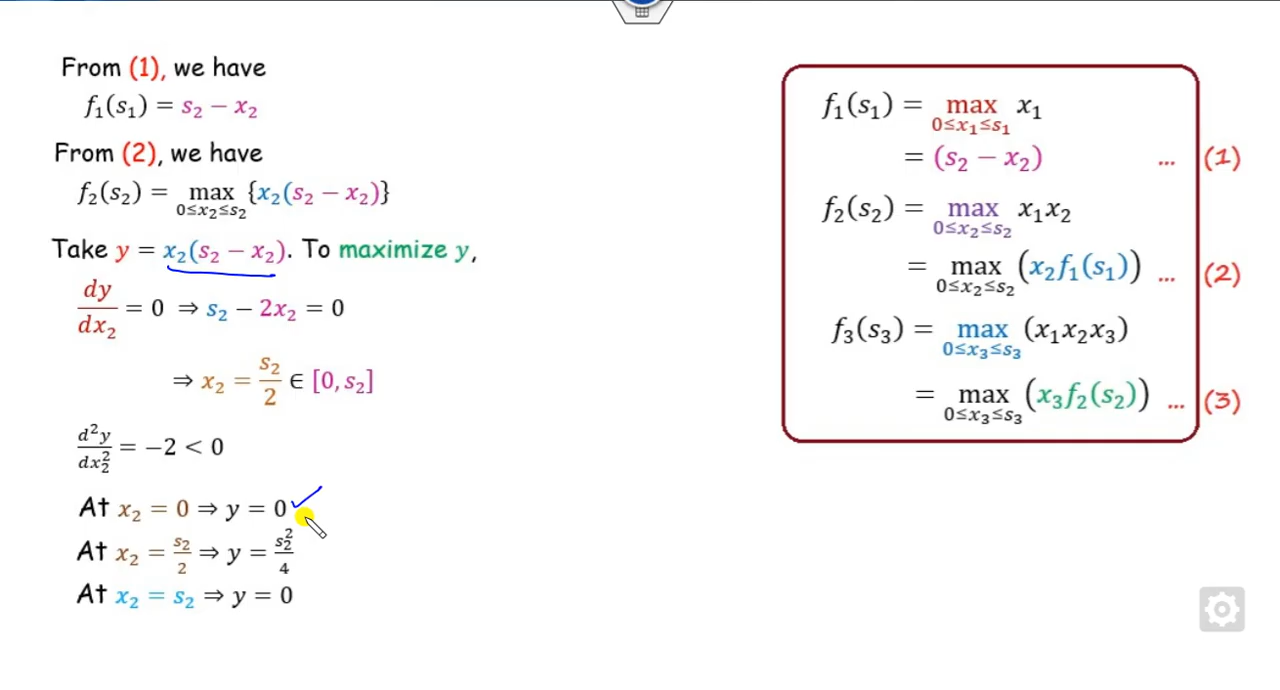 From (1), we have
f₁(s₁) = s₂ − x₂
From (2), we have
f₂(s₂) = max {x₂(s₂ − x₂)}
0≤x₂≤s₂
Take y = x₂(s₂ − x₂). To maximize y,
dy/dx₂ = 0 ⇒ s₂ − 2x₂ = 0
⇒ x₂ = s₂/2 ∈ [0, s₂]
d²y/dx₂² = −2 < 0
At x₂ = 0 ⇒ y = 0
At x₂ = s₂/2 ⇒ y = s₂²/4
At x₂ = s₂ ⇒ y = 0
f₁(s₁) = max x₁
0≤x₁≤s₁
= (s₂ − x₂) ... (1)
f₂(s₂) = max x₁x₂
0≤x₂≤s₂
= max (x₂f₁(s₁)) ... (2)
0≤x₂≤s₂
f₃(s₃) = max (x₁x₂x₃)
0≤x₃≤s₃
= max (x₃f₂(s₂)) ... (3)
0≤x₃≤s₃